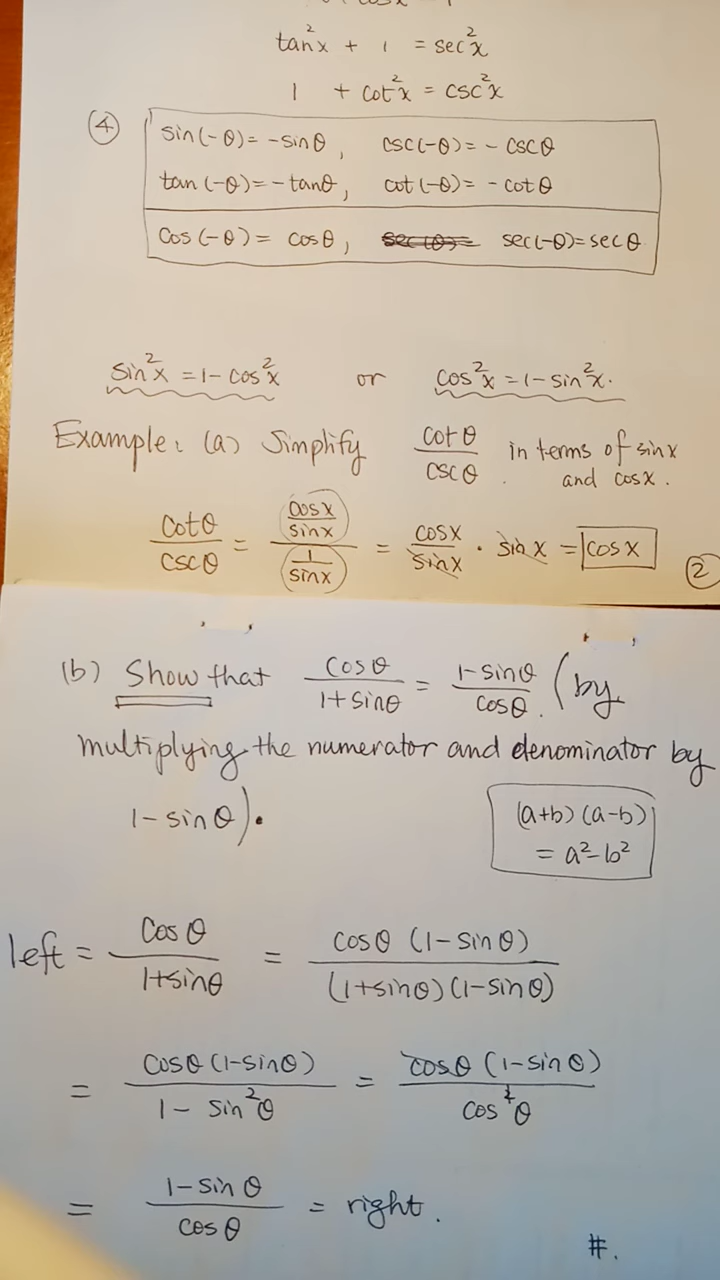 tan²x + 1 = sec²x
1 + cot²x = csc²x
④ sin(-θ) = -sinθ, csc(-θ) = - cscθ
tan(-θ) = -tanθ, cot(-θ) = - cotθ
cos(-θ) = cosθ, sec(-θ) = secθ
sin²x = 1 - cos²x or cos²x = 1 - sin²x.
Example: (a) Simplify cotθ/cscθ in terms of sinx and cosx.
cotθ/cscθ = (cosx/sinx)/(1/sinx) = cosx/sinx · sinx = cosx
②
(b) Show that cosθ/(1+sinθ) = (1-sinθ)/cosθ. (by
multiplying the numerator and denominator by
1 - sinθ).
(a+b)(a-b)
= a²-b²
left = cosθ/(1+sinθ) = cosθ(1-sinθ)/((1+sinθ)(1-sinθ))
= cosθ(1-sinθ)/(1 - sin²θ) = cosθ(1-sinθ)/cos²θ
= (1-sinθ)/cosθ = right.
#.